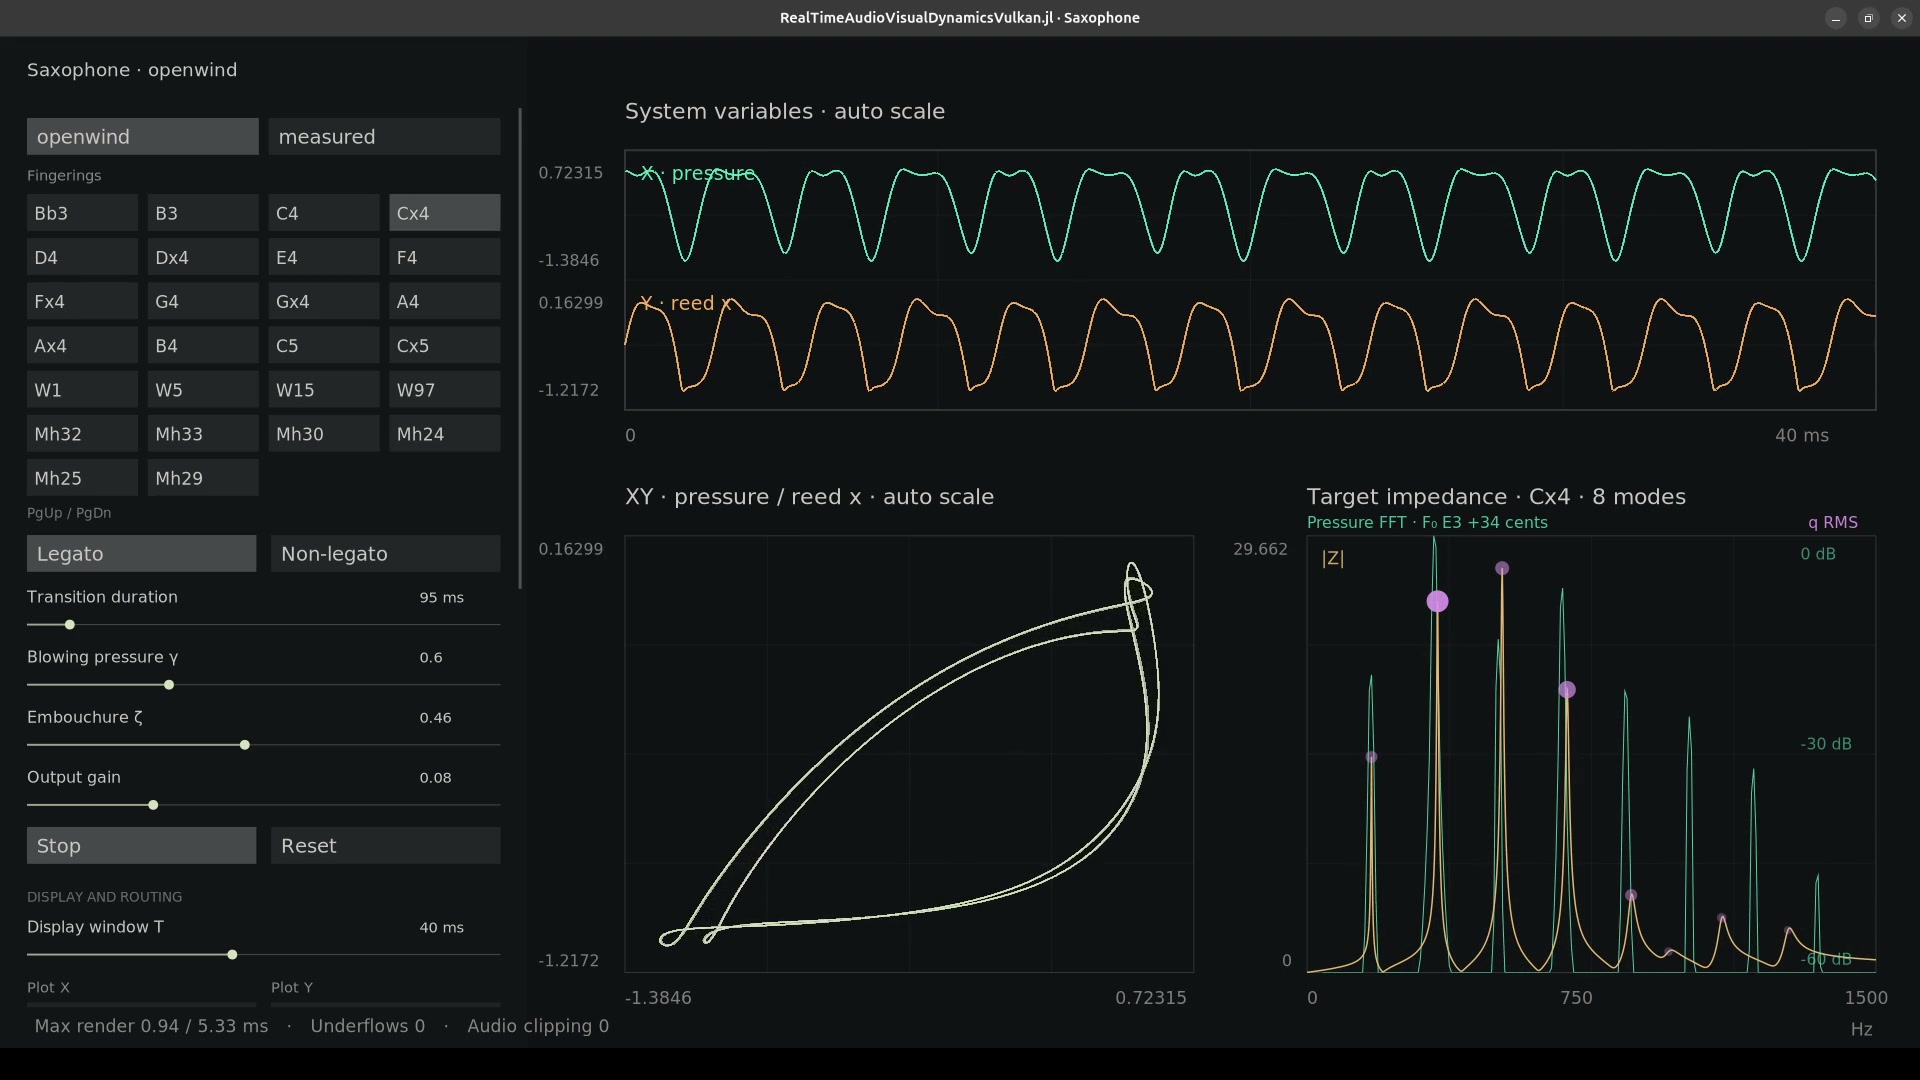 RealTimeAudioVisualDynamicsVulkan.jl · Saxophone
Saxophone · openwind
openwind measured
Fingerings
Bb3 B3 C4 Cx4
D4 Dx4 E4 F4
Fx4 G4 Gx4 A4
Ax4 B4 C5 Cx5
W1 W5 W15 W97
Mh32 Mh33 Mh30 Mh24
Mh25 Mh29
PgUp / PgDn
Legato Non-legato
Transition duration 95 ms
Blowing pressure γ 0.6
Embouchure ζ 0.46
Output gain 0.08
Stop Reset
DISPLAY AND ROUTING
Display window T 40 ms
Plot X Plot Y
Max render 0.94 / 5.33 ms · Underflows 0 · Audio clipping 0
System variables · auto scale
0.72315
X · pressure
-1.3846
0.16299
Y · reed x
-1.2172
0 40 ms
XY · pressure / reed x · auto scale
0.16299
-1.2172
-1.3846 0.72315
Target impedance · Cx4 · 8 modes
Pressure FFT · F₀ E3 +34 cents q RMS
29.662
|Z|
0 dB
-30 dB
-60 dB
0
0 750 1500
Hz